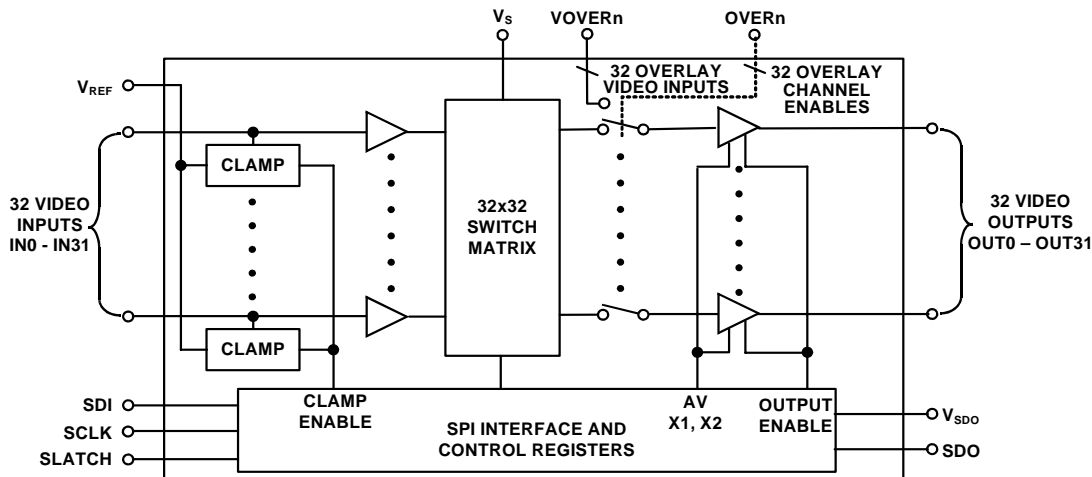 VS
VOVERn
OVERn
VREF
32 OVERLAY
VIDEO INPUTS
32 OVERLAY
CHANNEL
ENABLES
CLAMP
32 VIDEO
INPUTS
IN0 - IN31
32x32
SWITCH
MATRIX
32 VIDEO
OUTPUTS
OUT0 – OUT31
CLAMP
SDI
SCLK
SLATCH
CLAMP
ENABLE
SPI INTERFACE AND
CONTROL REGISTERS
AV
X1, X2
OUTPUT
ENABLE
VSDO
SDO